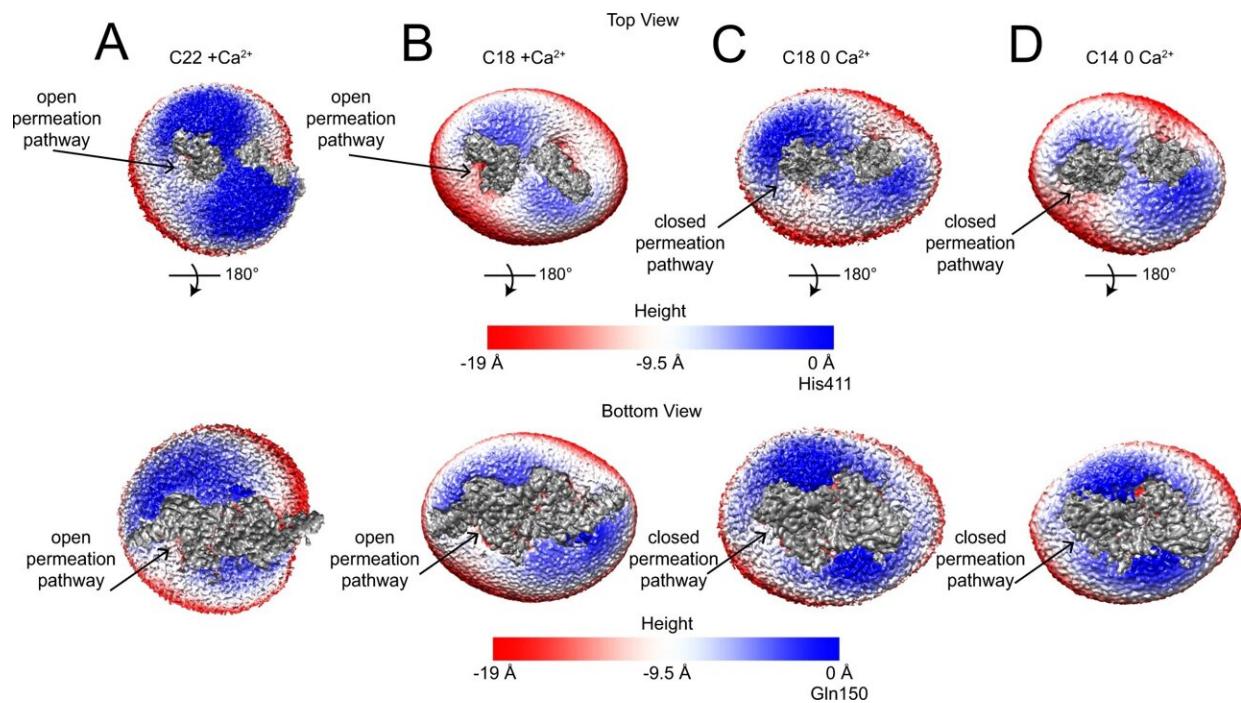 Top View
A
B
C
D
C22 +Ca²⁺
C18 +Ca²⁺
C18 0 Ca²⁺
C14 0 Ca²⁺
open
permeation
pathway
open
permeation
pathway
closed
permeation
pathway
closed
permeation
pathway
180°
180°
180°
180°
Height
-19 Å
-9.5 Å
0 Å
His411
Bottom View
open
permeation
pathway
open
permeation
pathway
closed
permeation
pathway
closed
permeation
pathway
Height
-19 Å
-9.5 Å
0 Å
Gln150